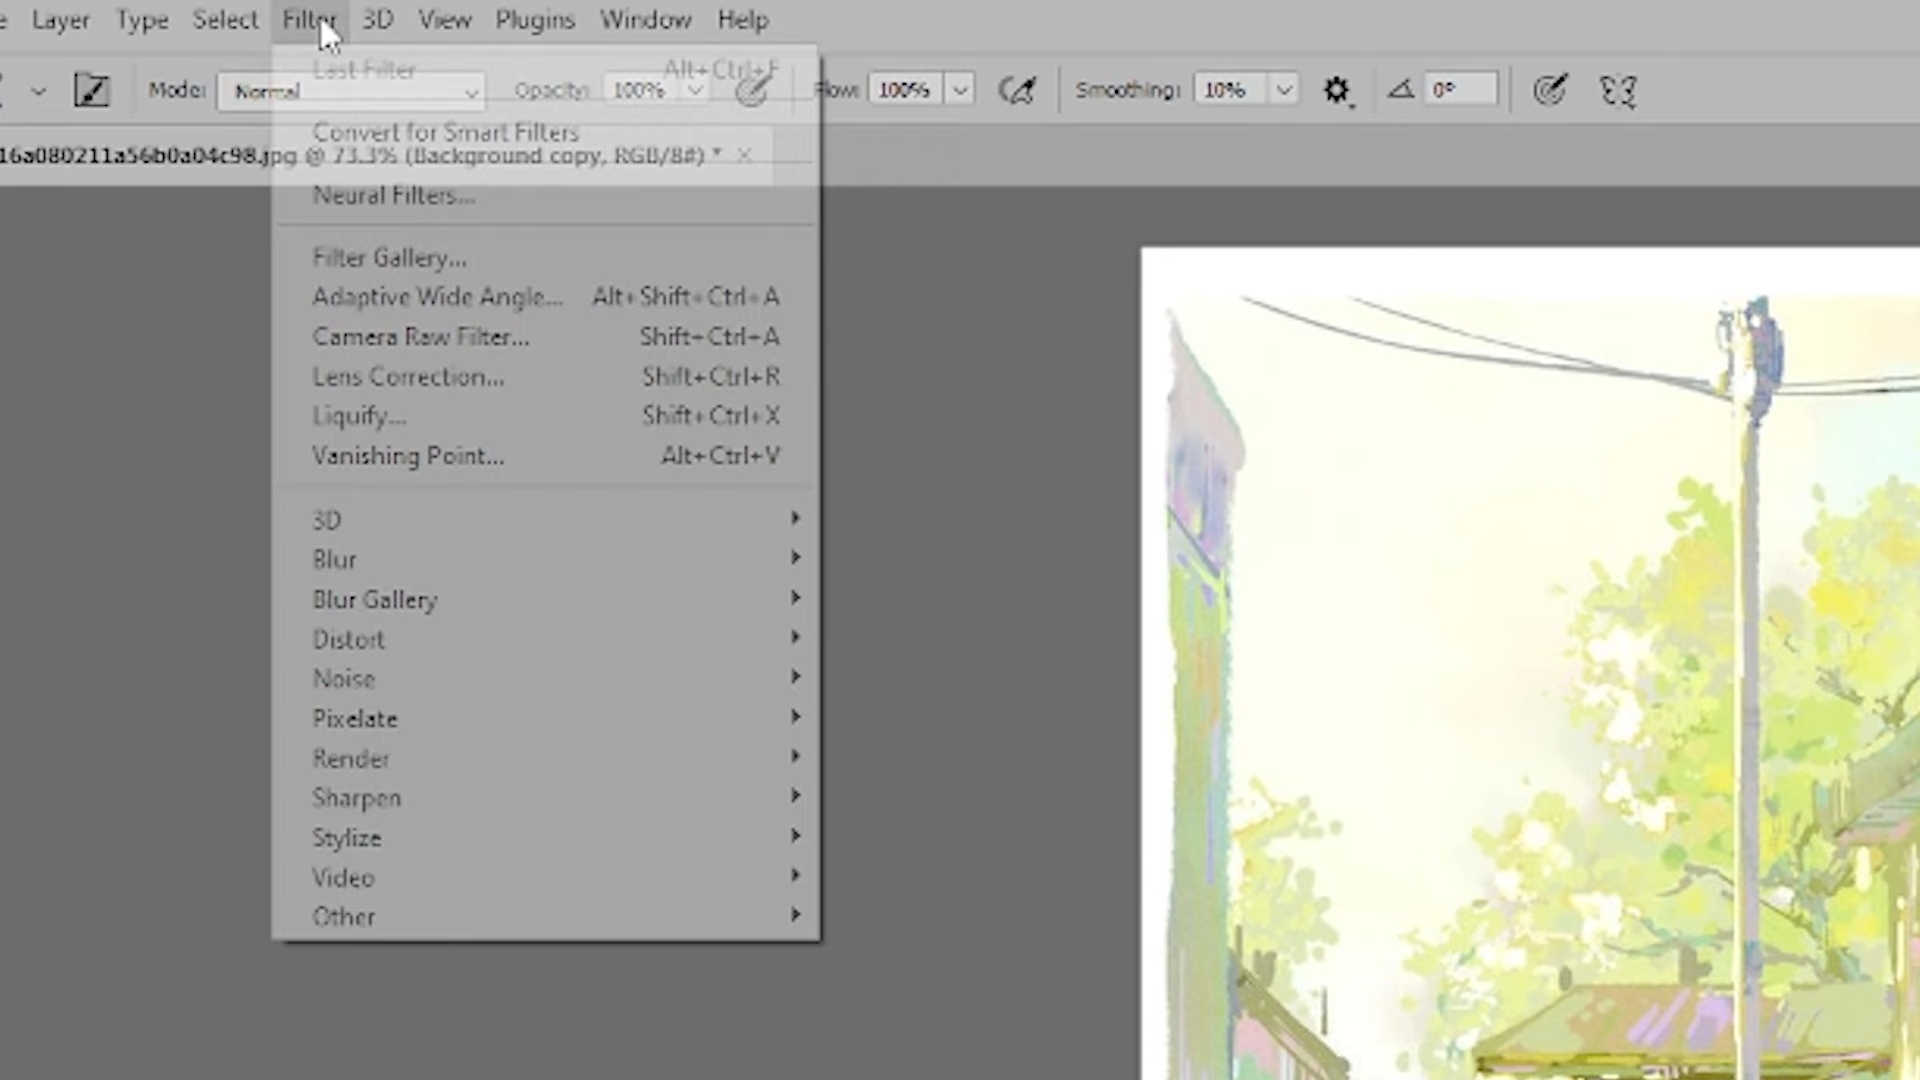 Layer Type Select Filter 3D View Plugins Window Help
Mode: Normal Opacity: 100% Flow: 100% Smoothing: 10% 0°
16a080211a56b0a04c98.jpg @ 73.3% (Background copy, RGB/8#) *
Last Filter Alt+Ctrl+F
Convert for Smart Filters
Neural Filters...
Filter Gallery...
Adaptive Wide Angle... Alt+Shift+Ctrl+A
Camera Raw Filter... Shift+Ctrl+A
Lens Correction... Shift+Ctrl+R
Liquify... Shift+Ctrl+X
Vanishing Point... Alt+Ctrl+V
3D
Blur
Blur Gallery
Distort
Noise
Pixelate
Render
Sharpen
Stylize
Video
Other